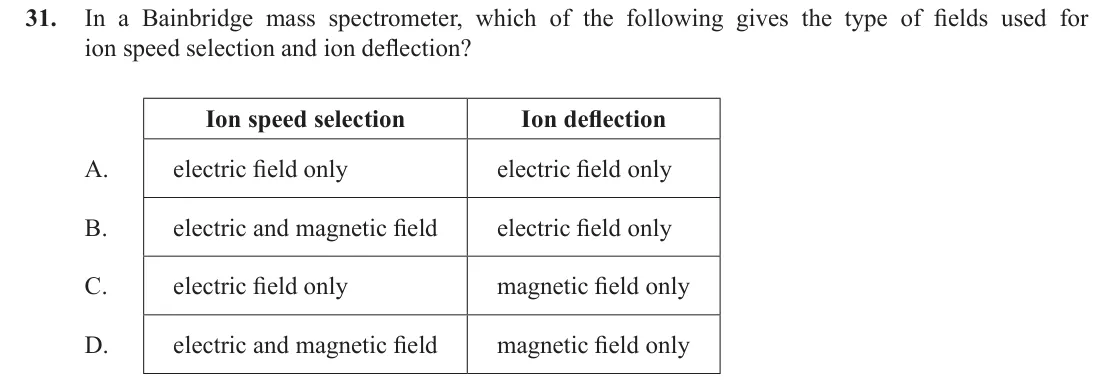 31. In a Bainbridge mass spectrometer, which of the following gives the type of fields used for
ion speed selection and ion deflection?
Ion speed selection Ion deflection
A. electric field only electric field only
B. electric and magnetic field electric field only
C. electric field only magnetic field only
D. electric and magnetic field magnetic field only